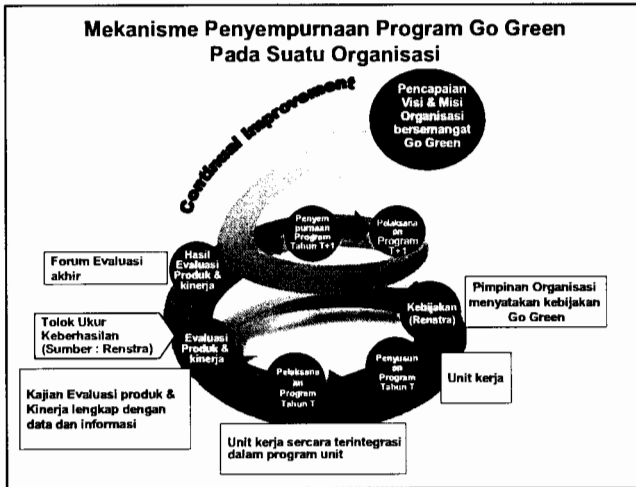 Mekanisme Penyempurnaan Program Go Green
Pada Suatu Organisasi
Continual Improvement
Pencapaian
Visi & Misi
Organisasi
bersemangat
Go Green
Penyem
purnaan
Program
Tahun T+1
Pelaksana
an
Program
T+1
Hasil
Evaluasi
Produk &
kinerja
Forum Evaluasi
akhir
Kebijakan
(Renstra)
Pimpinan Organisasi
menyatakan kebijakan
Go Green
Tolok Ukur
Keberhasilan
(Sumber : Renstra)
Evaluasi
Produk &
kinerja
Pelaksana
an
Program
Tahun T
Penyusun
an
Program
Tahun T
Unit kerja
Kajian Evaluasi produk &
Kinerja lengkap dengan
data dan informasi
Unit kerja sercara terintegrasi
dalam program unit